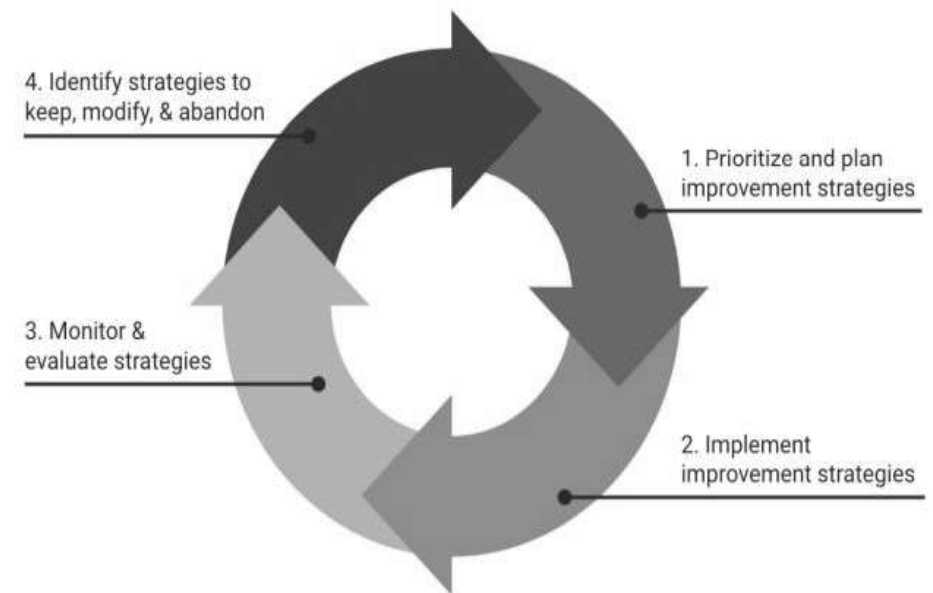 4. Identify strategies to
keep, modify, & abandon
1. Prioritize and plan
improvement strategies
3. Monitor &
evaluate strategies
2. Implement
improvement strategies